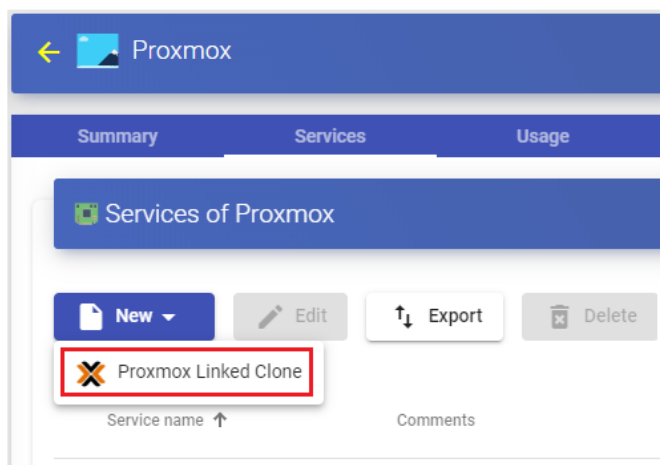 Proxmox
Summary Services Usage
Services of Proxmox
New Edit Export Delete
Proxmox Linked Clone
Service name Comments